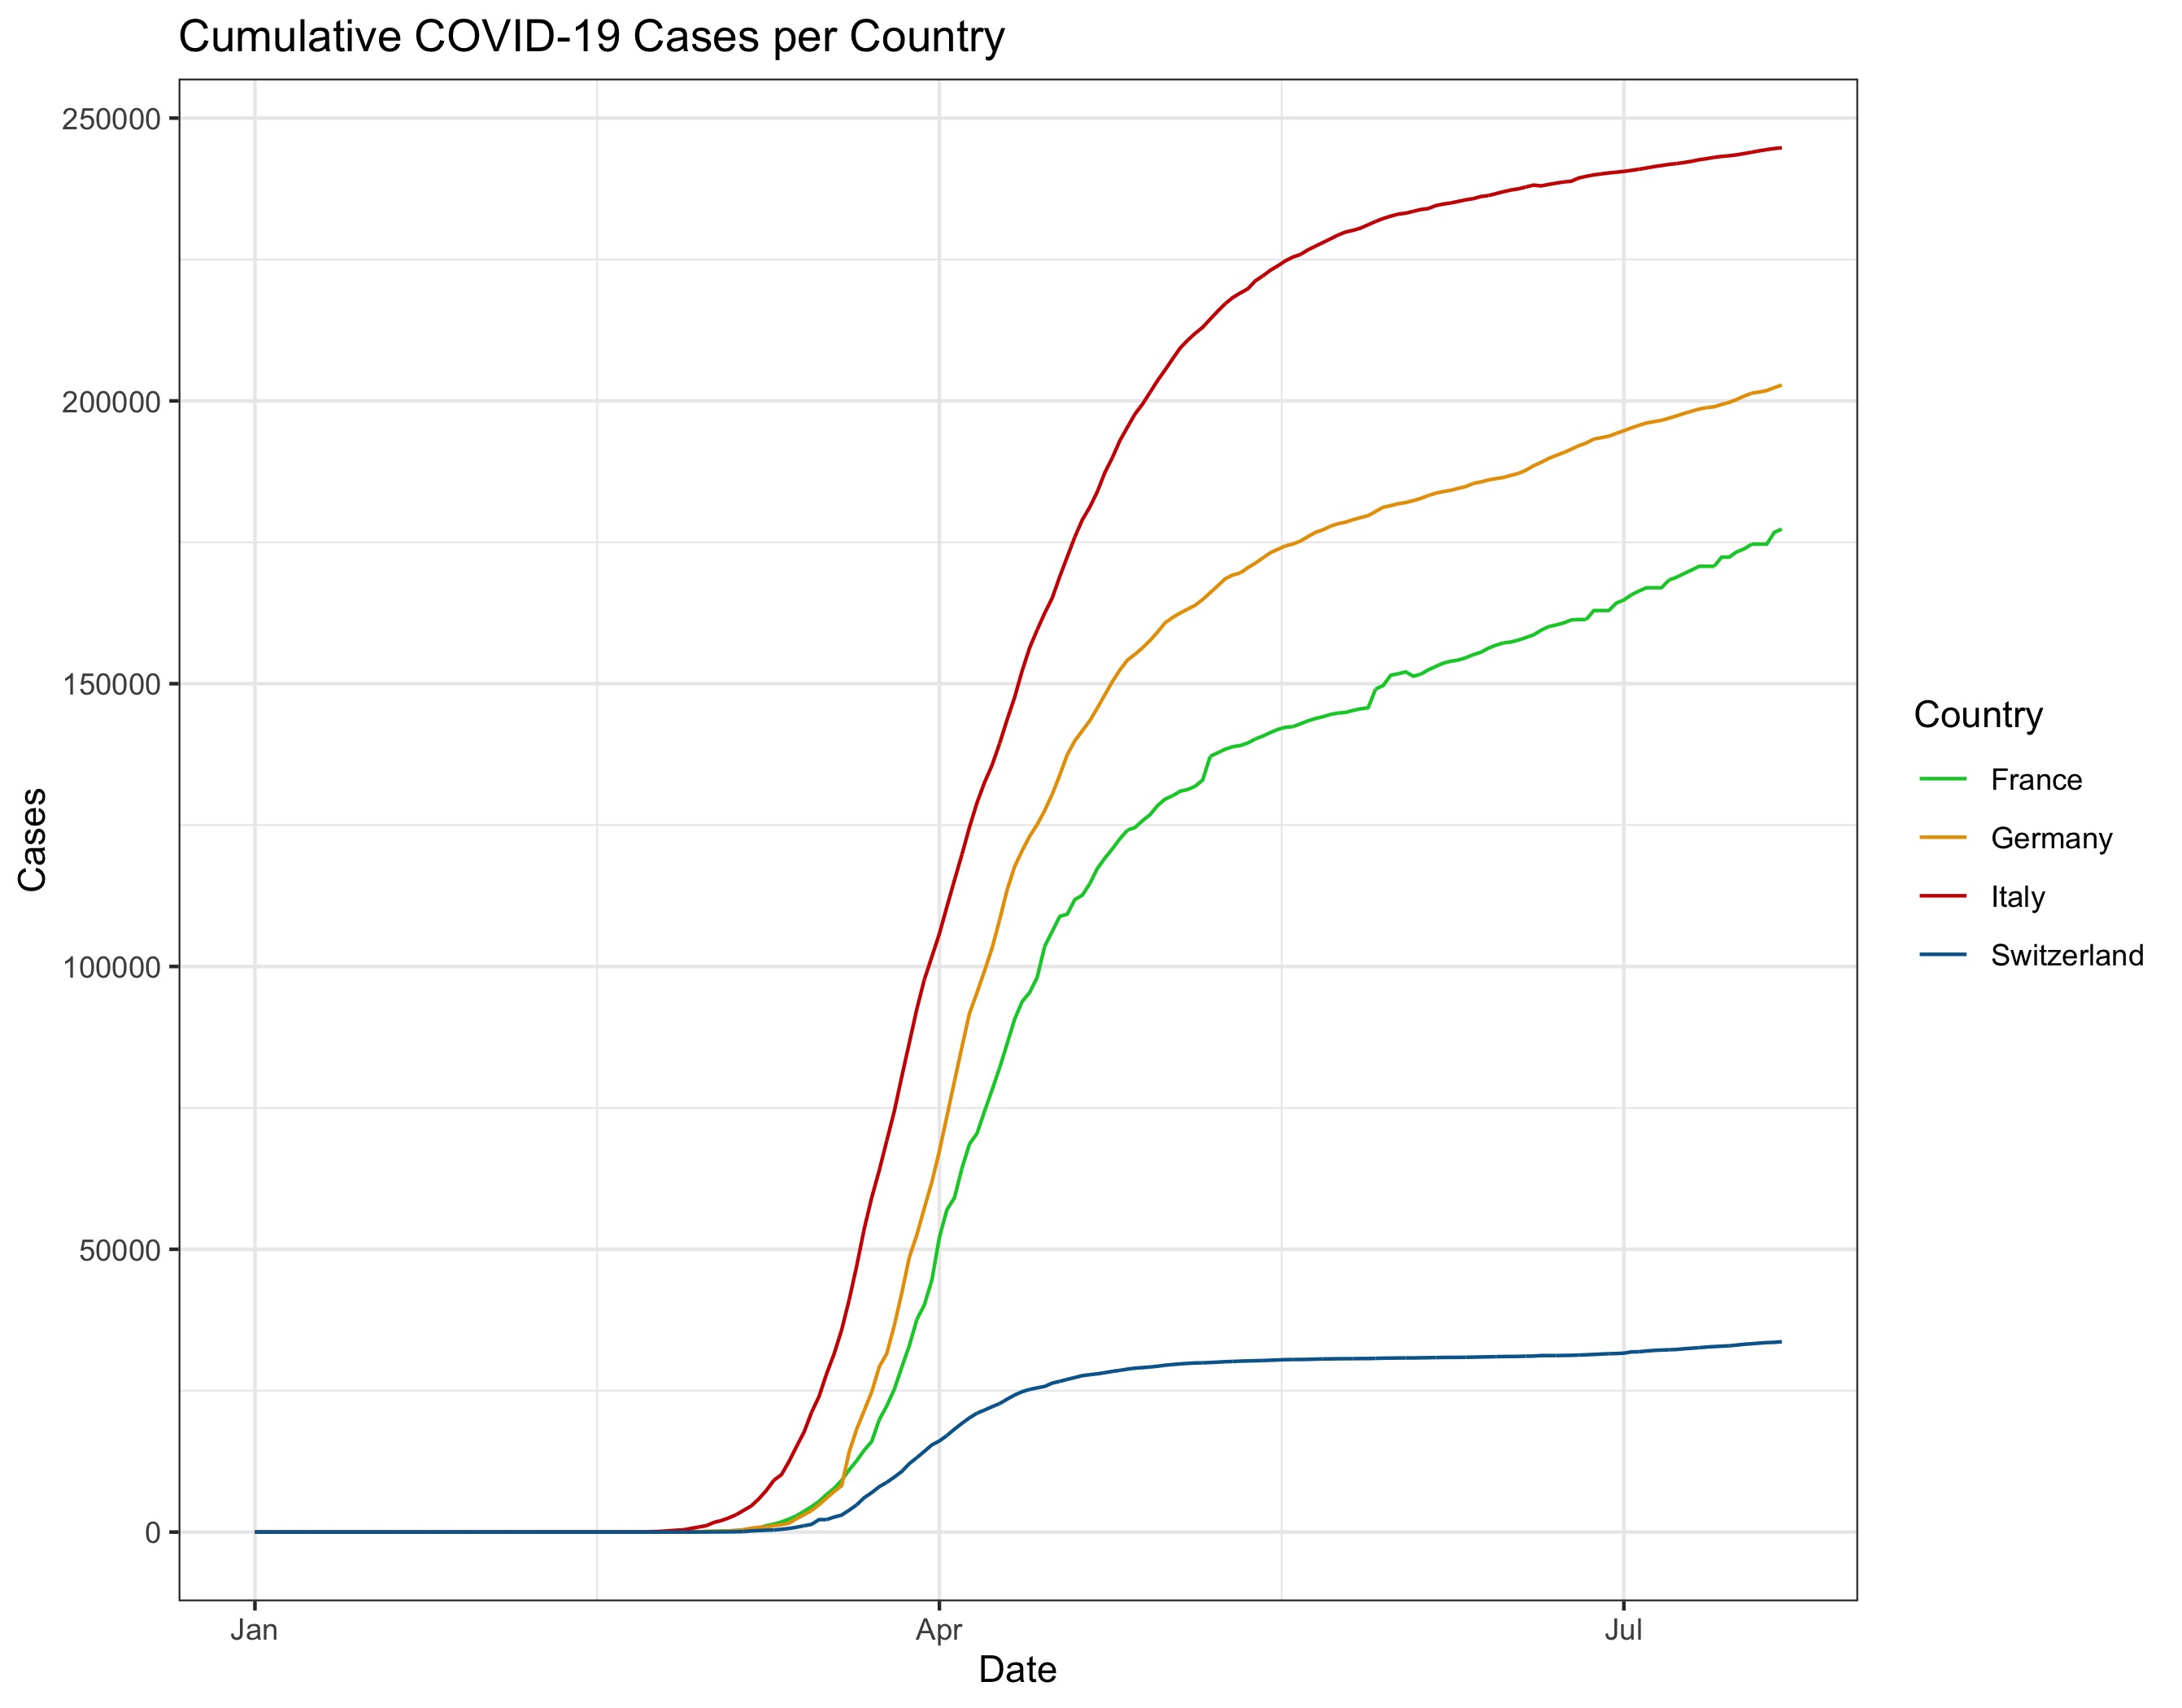 Cumulative COVID-19 Cases per Country
250000
200000
150000
100000
50000
0
Cases
Jan
Apr
Jul
Date
Country
France
Germany
Italy
Switzerland